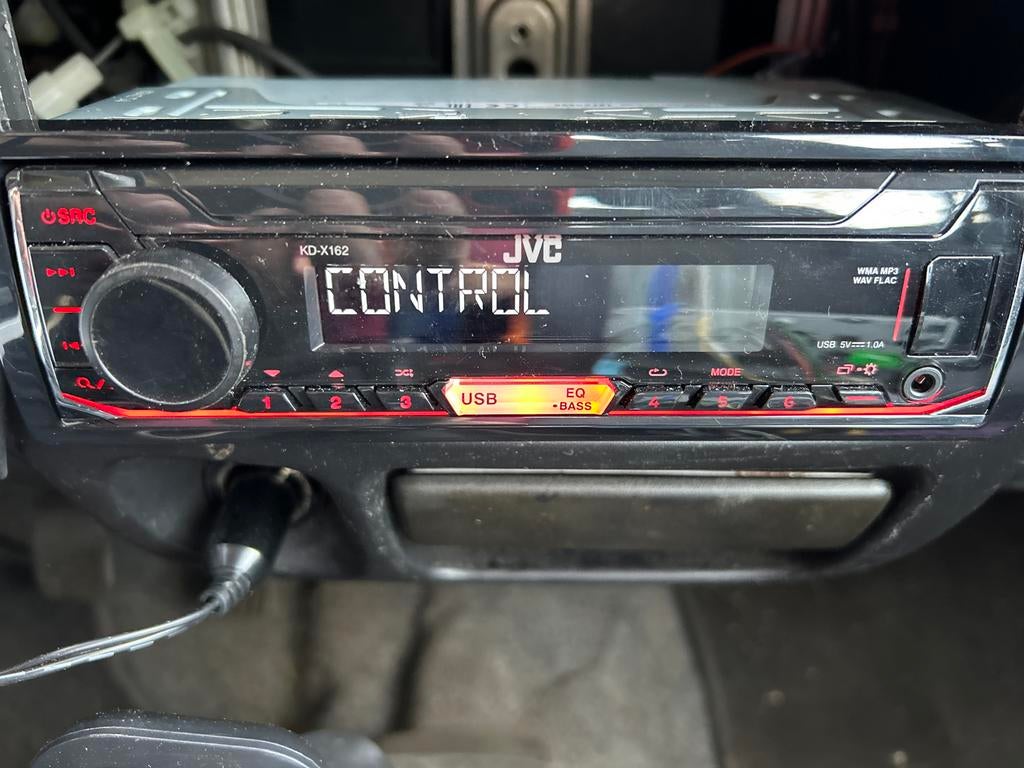 SRC
KD-X162
JVC
CONTROL
WMA MP3
WAV FLAC
USB 5V⎓1.0A
MODE
1
2
3
USB
EQ
•BASS
4
5
6